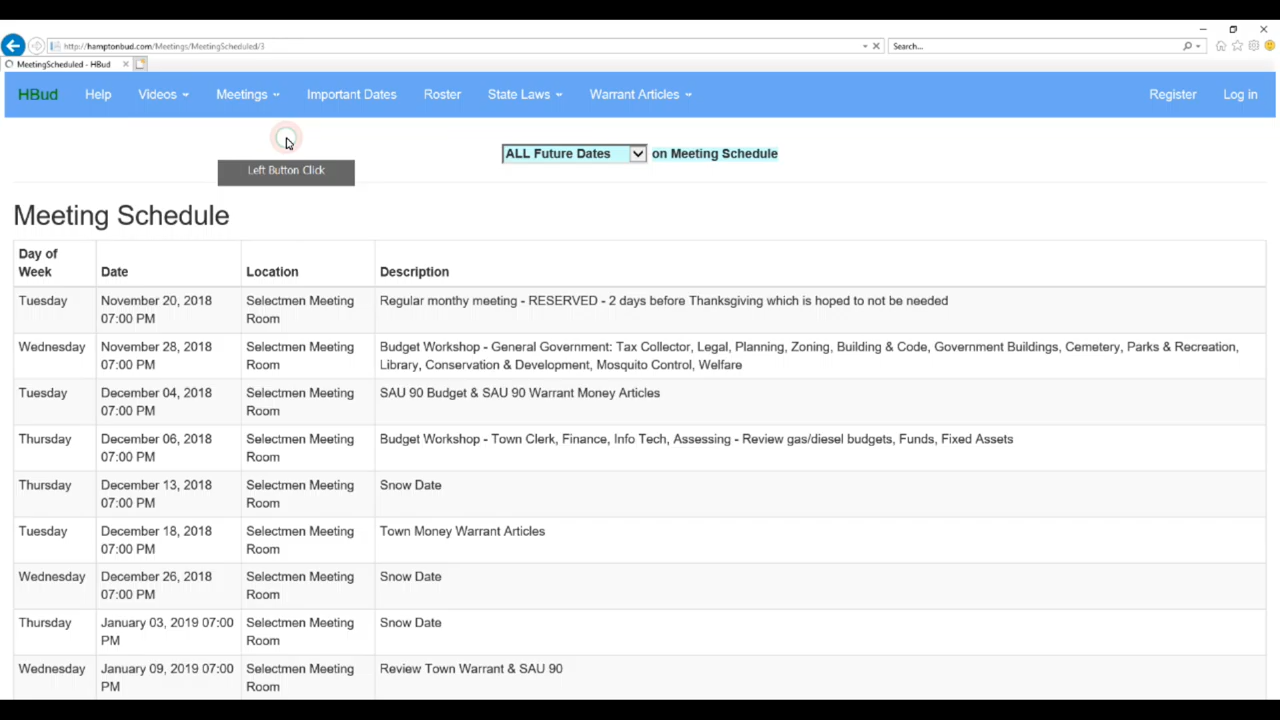 http://hamptonbud.com/Meetings/MeetingScheduled/3
Search...
MeetingScheduled - HBud
HBud Help Videos Meetings Important Dates Roster State Laws Warrant Articles Register Log in
ALL Future Dates on Meeting Schedule
Left Button Click
Meeting Schedule
Day of
Week Date Location Description
Tuesday November 20, 2018 Selectmen Meeting Regular monthy meeting - RESERVED - 2 days before Thanksgiving which is hoped to not be needed
07:00 PM Room
Wednesday November 28, 2018 Selectmen Meeting Budget Workshop - General Government: Tax Collector, Legal, Planning, Zoning, Building & Code, Government Buildings, Cemetery, Parks & Recreation,
07:00 PM Room Library, Conservation & Development, Mosquito Control, Welfare
Tuesday December 04, 2018 Selectmen Meeting SAU 90 Budget & SAU 90 Warrant Money Articles
07:00 PM Room
Thursday December 06, 2018 Selectmen Meeting Budget Workshop - Town Clerk, Finance, Info Tech, Assessing - Review gas/diesel budgets, Funds, Fixed Assets
07:00 PM Room
Thursday December 13, 2018 Selectmen Meeting Snow Date
07:00 PM Room
Tuesday December 18, 2018 Selectmen Meeting Town Money Warrant Articles
07:00 PM Room
Wednesday December 26, 2018 Selectmen Meeting Snow Date
07:00 PM Room
Thursday January 03, 2019 07:00 Selectmen Meeting Snow Date
PM Room
Wednesday January 09, 2019 07:00 Selectmen Meeting Review Town Warrant & SAU 90
PM Room